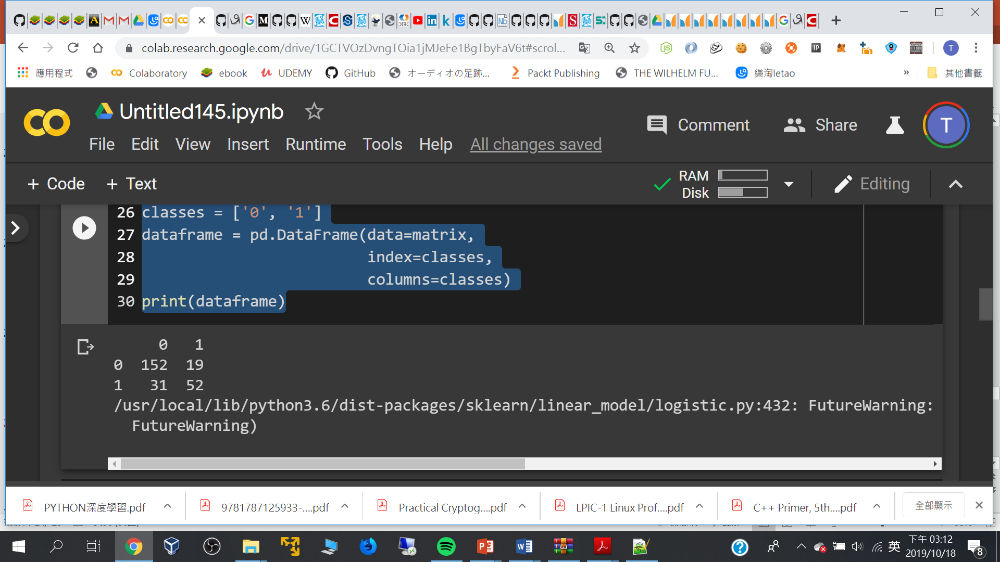 colab.research.google.com/drive/1GCTVOzDvngTOia1jMJeFe1BgTbyFaV6t#scrol...
應用程式
Colaboratory
ebook
UDEMY
GitHub
オーディオの足跡...
Packt Publishing
THE WILHELM FU...
樂淘letao
»
其他書籤
Untitled145.ipynb
Comment
Share
T
File Edit View Insert Runtime Tools Help All changes saved
+ Code + Text
RAM
Disk
Editing
26 classes = ['0', '1']
27 dataframe = pd.DataFrame(data=matrix,
28 index=classes,
29 columns=classes)
30 print(dataframe)
0 1
0 152 19
1 31 52
/usr/local/lib/python3.6/dist-packages/sklearn/linear_model/logistic.py:432: FutureWarning:
FutureWarning)
PYTHON深度學習.pdf
9781787125933-....pdf
Practical Cryptog....pdf
LPIC-1 Linux Prof....pdf
C++ Primer, 5th....pdf
全部顯示
英
下午 03:12
2019/10/18
8